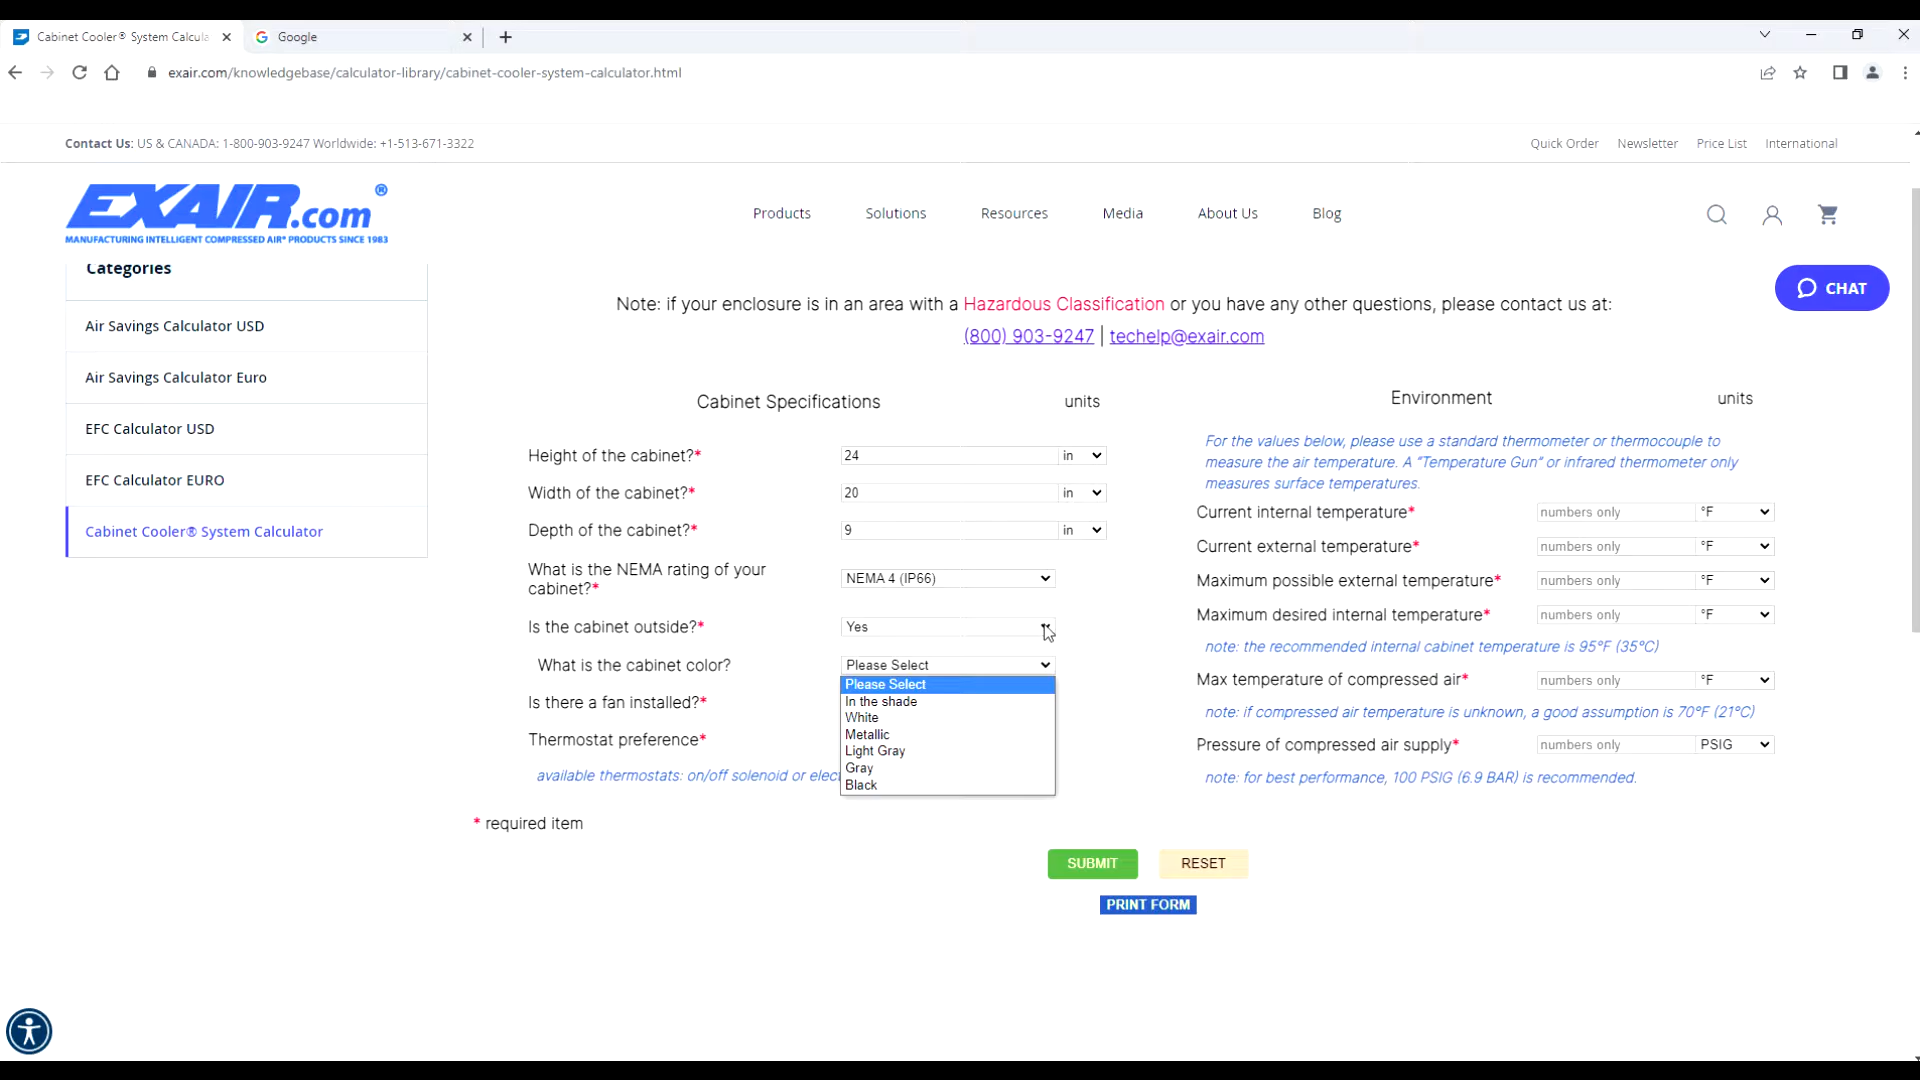 Cabinet Cooler® System Calcula
Google
exair.com/knowledgebase/calculator-library/cabinet-cooler-system-calculator.html
Contact Us: US & CANADA: 1-800-903-9247 Worldwide: +1-513-671-3322
Quick Order Newsletter Price List International
EXAIR.com®
MANUFACTURING INTELLIGENT COMPRESSED AIR® PRODUCTS SINCE 1983
Products Solutions Resources Media About Us Blog
Categories
Air Savings Calculator USD
Air Savings Calculator Euro
EFC Calculator USD
EFC Calculator EURO
Cabinet Cooler® System Calculator
CHAT
Note: if your enclosure is in an area with a Hazardous Classification or you have any other questions, please contact us at:
(800) 903-9247 | techelp@exair.com
Cabinet Specifications units
Height of the cabinet?* 24 in
Width of the cabinet?* 20 in
Depth of the cabinet?* 9 in
What is the NEMA rating of your
cabinet?* NEMA 4 (IP66)
Is the cabinet outside?* Yes
What is the cabinet color? Please Select
Please Select
In the shade
White
Metallic
Light Gray
Gray
Black
Is there a fan installed?*
Thermostat preference*
available thermostats: on/off solenoid or elec
* required item
Environment units
For the values below, please use a standard thermometer or thermocouple to
measure the air temperature. A "Temperature Gun" or infrared thermometer only
measures surface temperatures.
Current internal temperature* numbers only °F
Current external temperature* numbers only °F
Maximum possible external temperature* numbers only °F
Maximum desired internal temperature* numbers only °F
note: the recommended internal cabinet temperature is 95°F (35°C)
Max temperature of compressed air* numbers only °F
note: if compressed air temperature is unknown, a good assumption is 70°F (21°C)
Pressure of compressed air supply* numbers only PSIG
note: for best performance, 100 PSIG (6.9 BAR) is recommended.
SUBMIT RESET
PRINT FORM